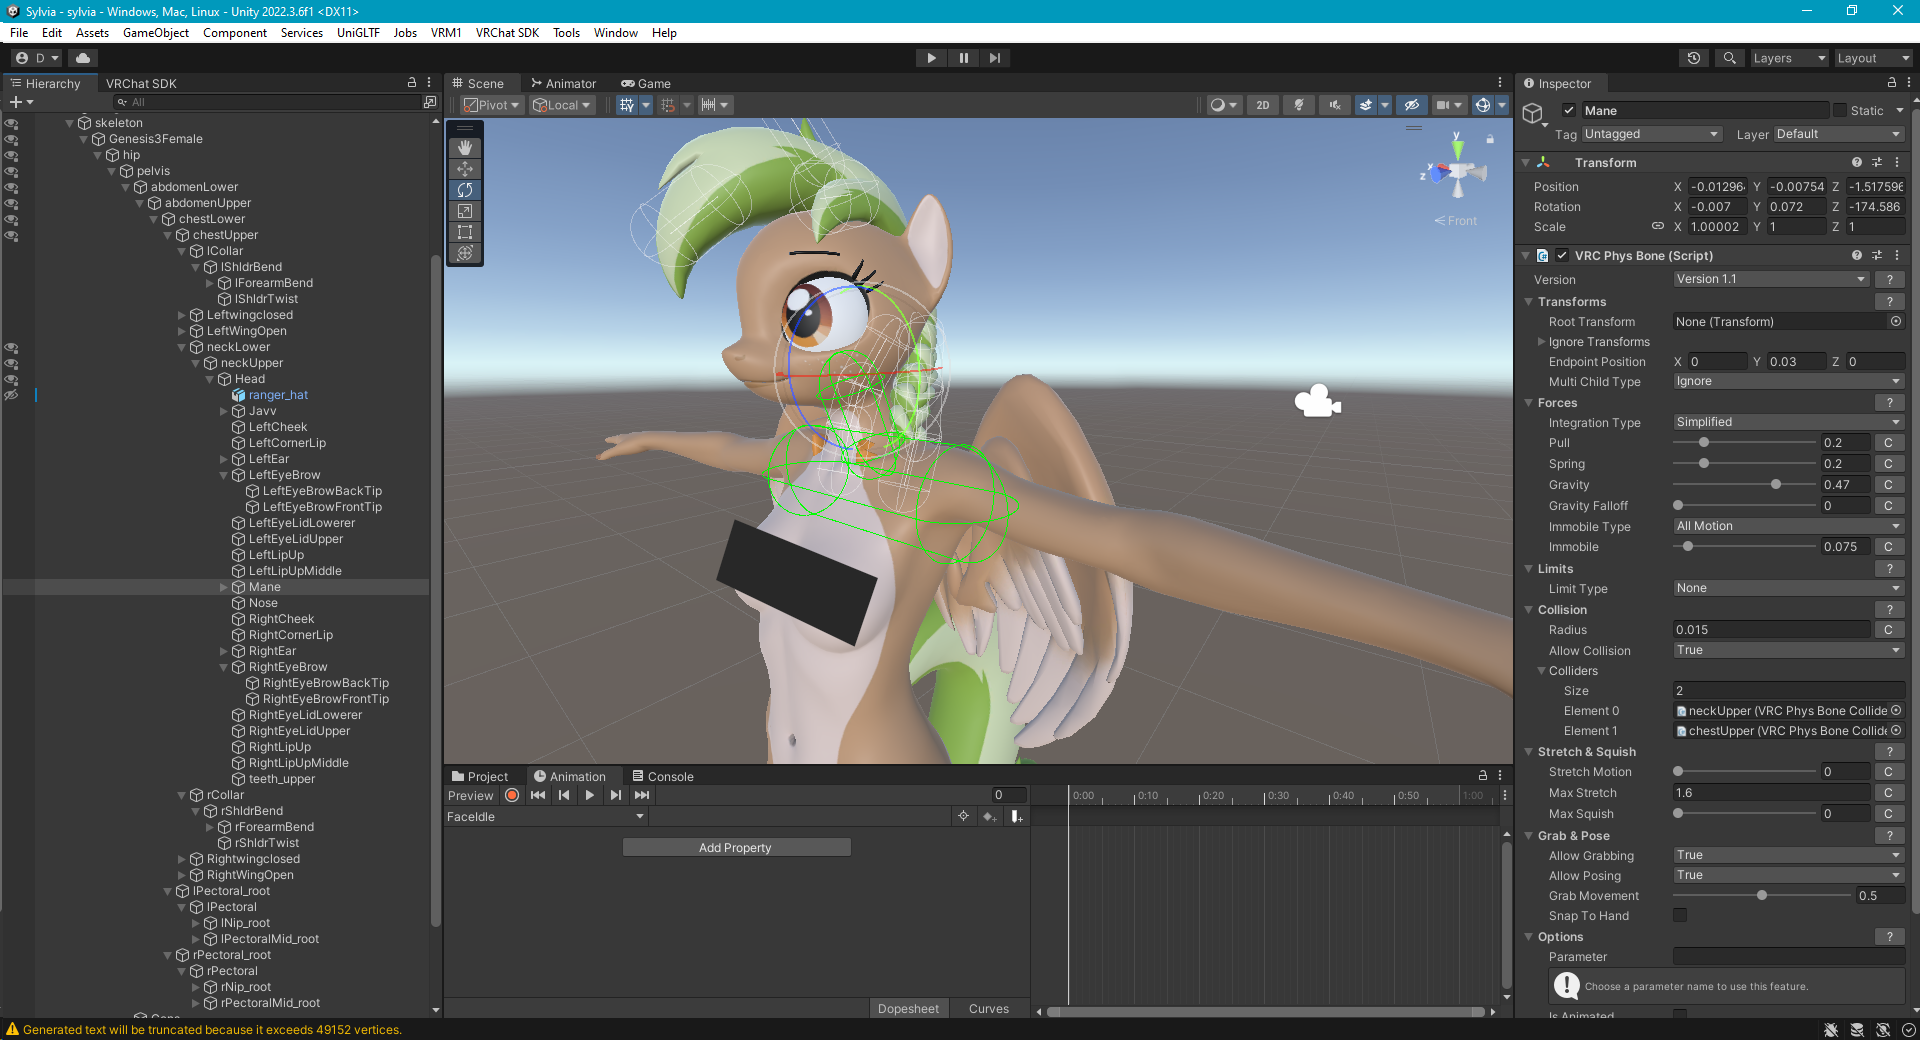 Sylvia - sylvia - Windows, Mac, Linux - Unity 2022.3.6f1 <DX11>
File Edit Assets GameObject Component Services UniGLTF Jobs VRM1 VRChat SDK Tools Window Help
D Layers Layout
Hierarchy VRChat SDK
All
skeleton
Genesis3Female
hip
pelvis
abdomenLower
abdomenUpper
chestLower
chestUpper
lCollar
lShldrBend
lForearmBend
lShldrTwist
Leftwingclosed
LeftWingOpen
neckLower
neckUpper
Head
ranger_hat
Javv
LeftCheek
LeftCornerLip
LeftEar
LeftEyeBrow
LeftEyeBrowBackTip
LeftEyeBrowFrontTip
LeftEyeLidLowerer
LeftEyeLidUpper
LeftLipUp
LeftLipUpMiddle
Mane
Nose
RightCheek
RightCornerLip
RightEar
RightEyeBrow
RightEyeBrowBackTip
RightEyeBrowFrontTip
RightEyeLidLowerer
RightEyeLidUpper
RightLipUp
RightLipUpMiddle
teeth_upper
rCollar
rShldrBend
rForearmBend
rShldrTwist
Rightwingclosed
RightWingOpen
lPectoral_root
lPectoral
lNip_root
lPectoralMid_root
rPectoral_root
rPectoral
rNip_root
rPectoralMid_root
Scene Animator Game
Pivot Local 2D
y
x
z
Front
Project Animation Console
Preview 0
FaceIdle
Add Property
0:00 0:10 0:20 0:30 0:40 0:50 1:00
Dopesheet Curves
Inspector
Mane Static
Tag Untagged Layer Default
Transform
Position X -0.01296 Y -0.00754 Z -1.517596
Rotation X -0.007 Y 0.072 Z -174.586
Scale X 1.00002 Y 1 Z 1
VRC Phys Bone (Script)
Version Version 1.1 ?
Transforms ?
Root Transform None (Transform)
Ignore Transforms
Endpoint Position X 0 Y 0.03 Z 0
Multi Child Type Ignore
Forces ?
Integration Type Simplified
Pull 0.2 C
Spring 0.2 C
Gravity 0.47 C
Gravity Falloff 0 C
Immobile Type All Motion
Immobile 0.075 C
Limits ?
Limit Type None
Collision ?
Radius 0.015 C
Allow Collision True
Colliders
Size 2
Element 0 neckUpper (VRC Phys Bone Collide
Element 1 chestUpper (VRC Phys Bone Collide
Stretch & Squish ?
Stretch Motion 0 C
Max Stretch 1.6 C
Max Squish 0 C
Grab & Pose ?
Allow Grabbing True
Allow Posing True
Grab Movement 0.5
Snap To Hand
Options ?
Parameter
Choose a parameter name to use this feature.
Is Animated
Generated text will be truncated because it exceeds 49152 vertices.